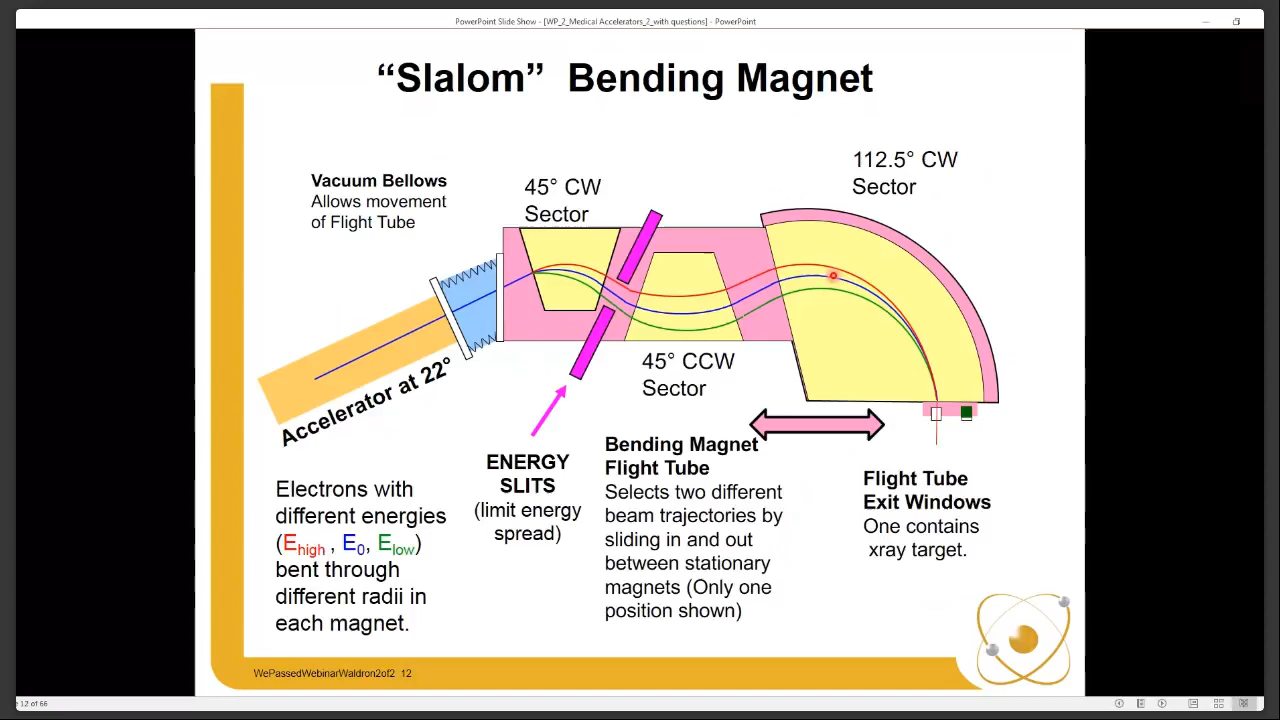 PowerPoint Slide Show - [WP_2_Medical Accelerators_2_with questions] - PowerPoint
“Slalom” Bending Magnet
Vacuum Bellows
Allows movement
of Flight Tube
45° CW
Sector
112.5° CW
Sector
Accelerator at 22°
45° CCW
Sector
ENERGY
SLITS
(limit energy
spread)
Electrons with
different energies
(Ehigh , E0, Elow)
bent through
different radii in
each magnet.
Bending Magnet
Flight Tube
Selects two different
beam trajectories by
sliding in and out
between stationary
magnets (Only one
position shown)
Flight Tube
Exit Windows
One contains
xray target.
WePassedWebinarWaldron2of2 12
e 12 of 66